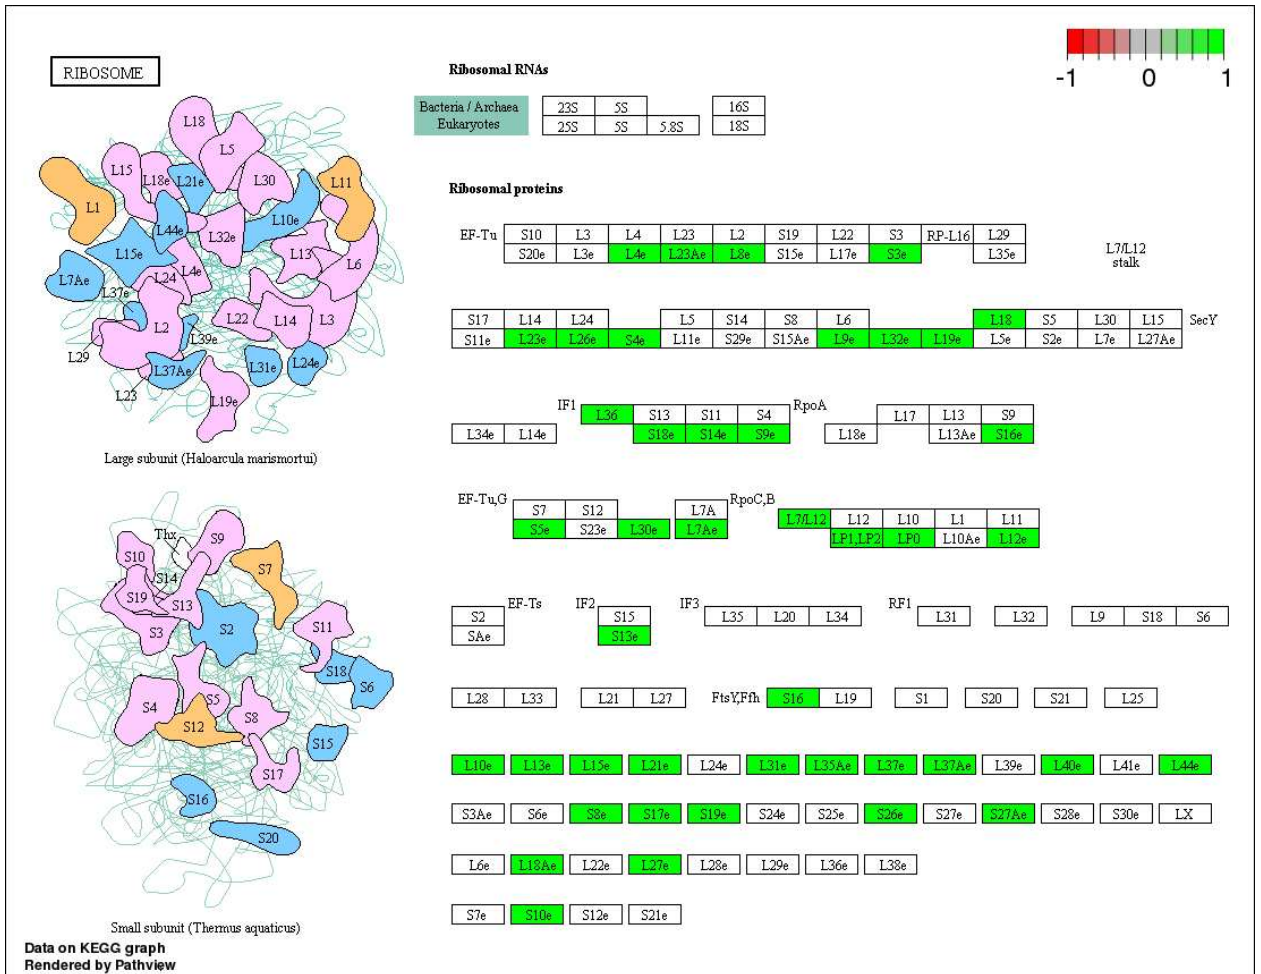 RIBOSOME
-1 0 1
Ribosomal RNAs
Bacteria / Archaea 23S 5S 16S
Eukaryotes 25S 5S 5.8S 18S
Ribosomal proteins
EF-Tu S10 L3 L4 L23 L2 S19 L22 S3 RP-L16 L29
S20e L3e L4e L23Ae L8e S15e L17e S3e L35e
L7/L12
stalk
S17 L14 L24 L5 S14 S8 L6 L18 S5 L30 L15 SecY
S11e L23e L26e S4e L11e S29e S15Ae L9e L32e L19e L5e S2e L7e L27Ae
IF1 L36 S13 S11 S4 RpoA L17 L13 S9
L34e L14e S18e S14e S9e L18e L13Ae S16e
EF-Tu,G S7 S12 L7A RpoC,B L7/L12 L12 L10 L1 L11
S5e S23e L30e L7Ae LP1,LP2 LP0 L10Ae L12e
S2 EF-Ts IF2 S15 IF3 L35 L20 L34 RF1 L31 L32 L9 S18 S6
SAe S13e
L28 L33 L21 L27 FtsY,Ffh S16 L19 S1 S20 S21 L25
L10e L13e L15e L21e L24e L31e L35Ae L37e L37Ae L39e L40e L41e L44e
S3Ae S6e S8e S17e S19e S24e S25e S26e S27e S27Ae S28e S30e LX
L6e L18Ae L22e L27e L28e L29e L36e L38e
S7e S10e S12e S21e
L18
L5
L15 L18e L21e L30 L11
L1 L44e L32e L10e
L15e L13 L6
L7Ae L24 L4e
L37e
L2 L22 L14 L3
L29 L39e
L37Ae L31e L24e
L23 L19e
Large subunit (Haloarcula marismortui)
Thx S9
S10 S7
S14
S19 S13
S3 S2 S11
S18 S6
S4 S5
S12 S8
S15
S17
S16
S20
Small subunit (Thermus aquaticus)
Data on KEGG graph
Rendered by Pathview